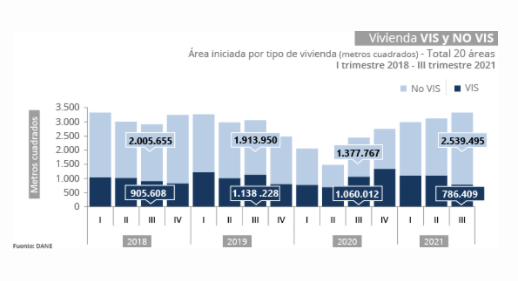 Vivienda VIS y NO VIS
Área iniciada por tipo de vivienda (metros cuadrados) - Total 20 áreas
I trimestre 2018 - III trimestre 2021
No VIS VIS
Metros cuadrados
3.500
3.000
2.500
2.000
1.500
1.000
500
0
2.005.655 1.913.950 1.377.767 2.539.495
905.608 1.138.228 1.060.012 786.409
I II III IV I II III IV I II III IV I II III
2018 2019 2020 2021
Fuente: DANE